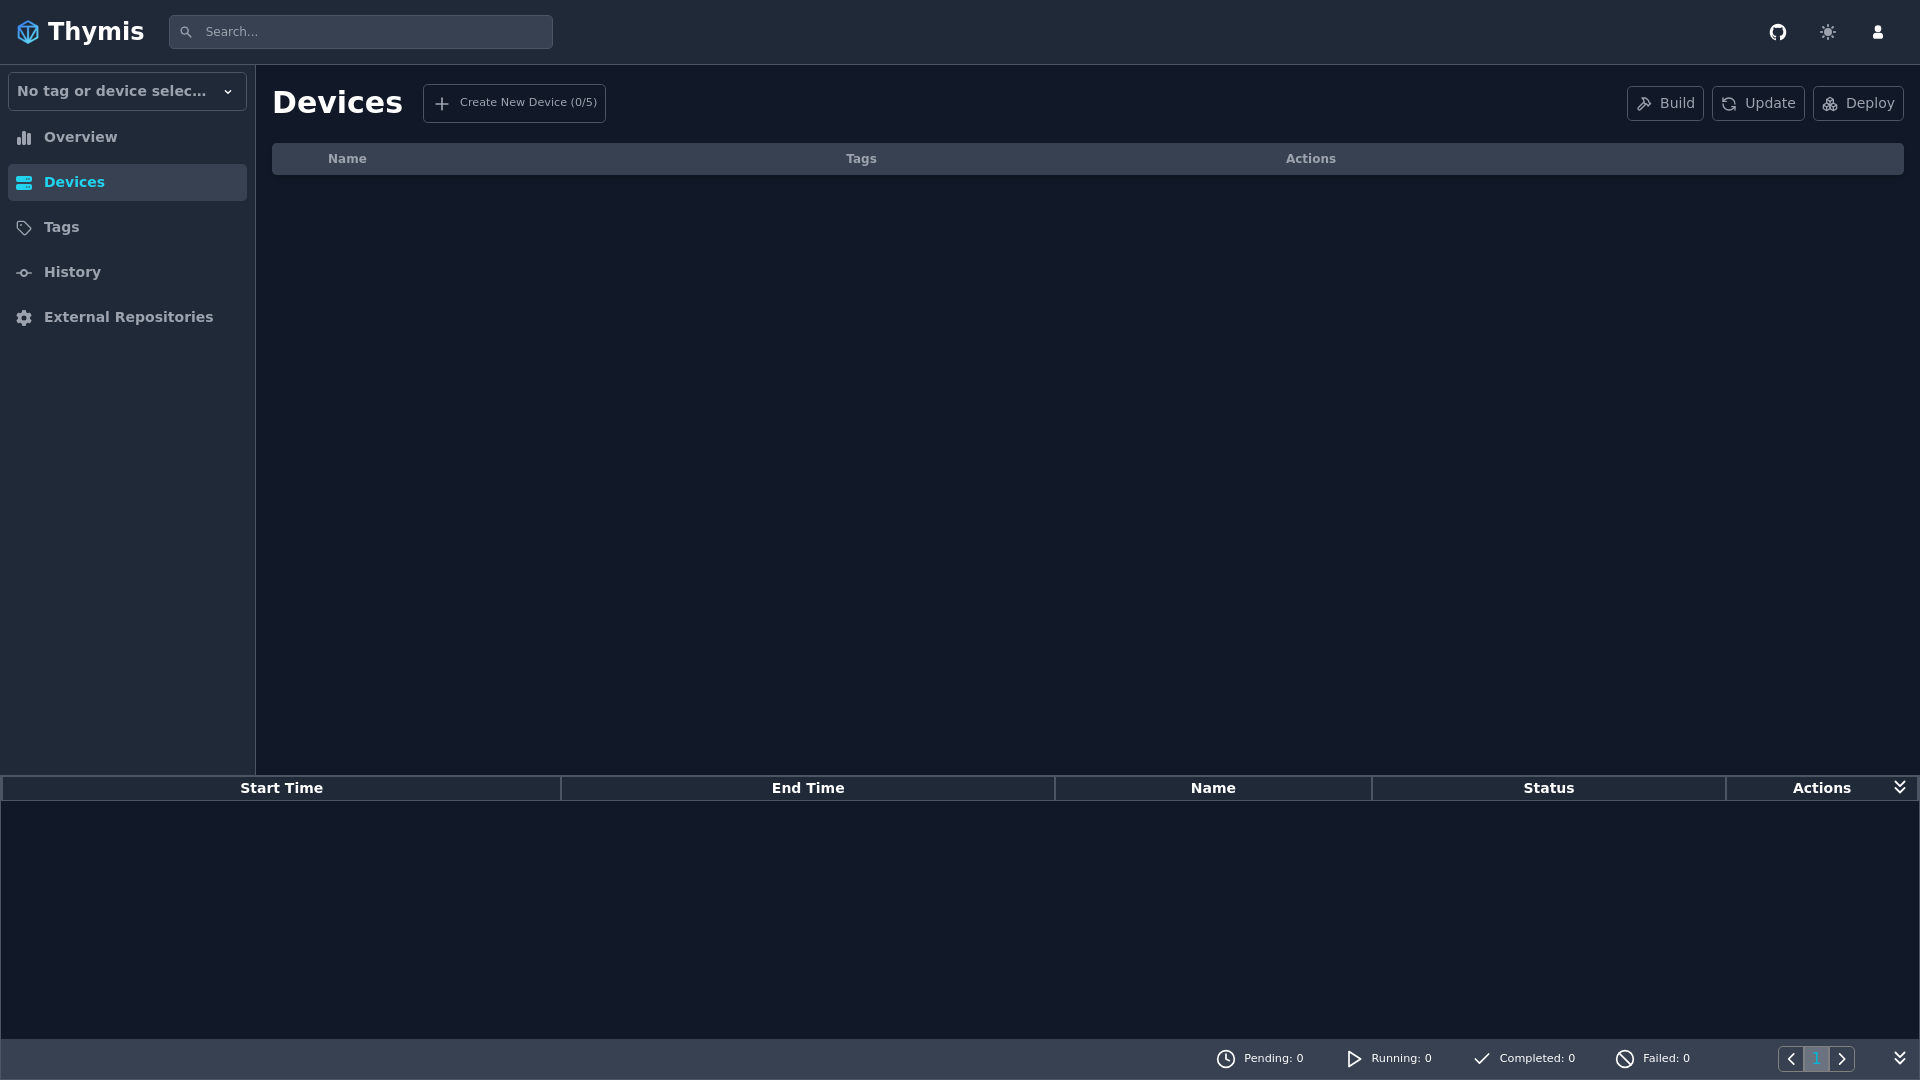 Thymis
Search...
No tag or device selec...
Overview
Devices
Tags
History
External Repositories
Devices
Create New Device (0/5)
Build
Update
Deploy
Name Tags Actions
Start Time End Time Name Status Actions
Pending: 0 Running: 0 Completed: 0 Failed: 0 1